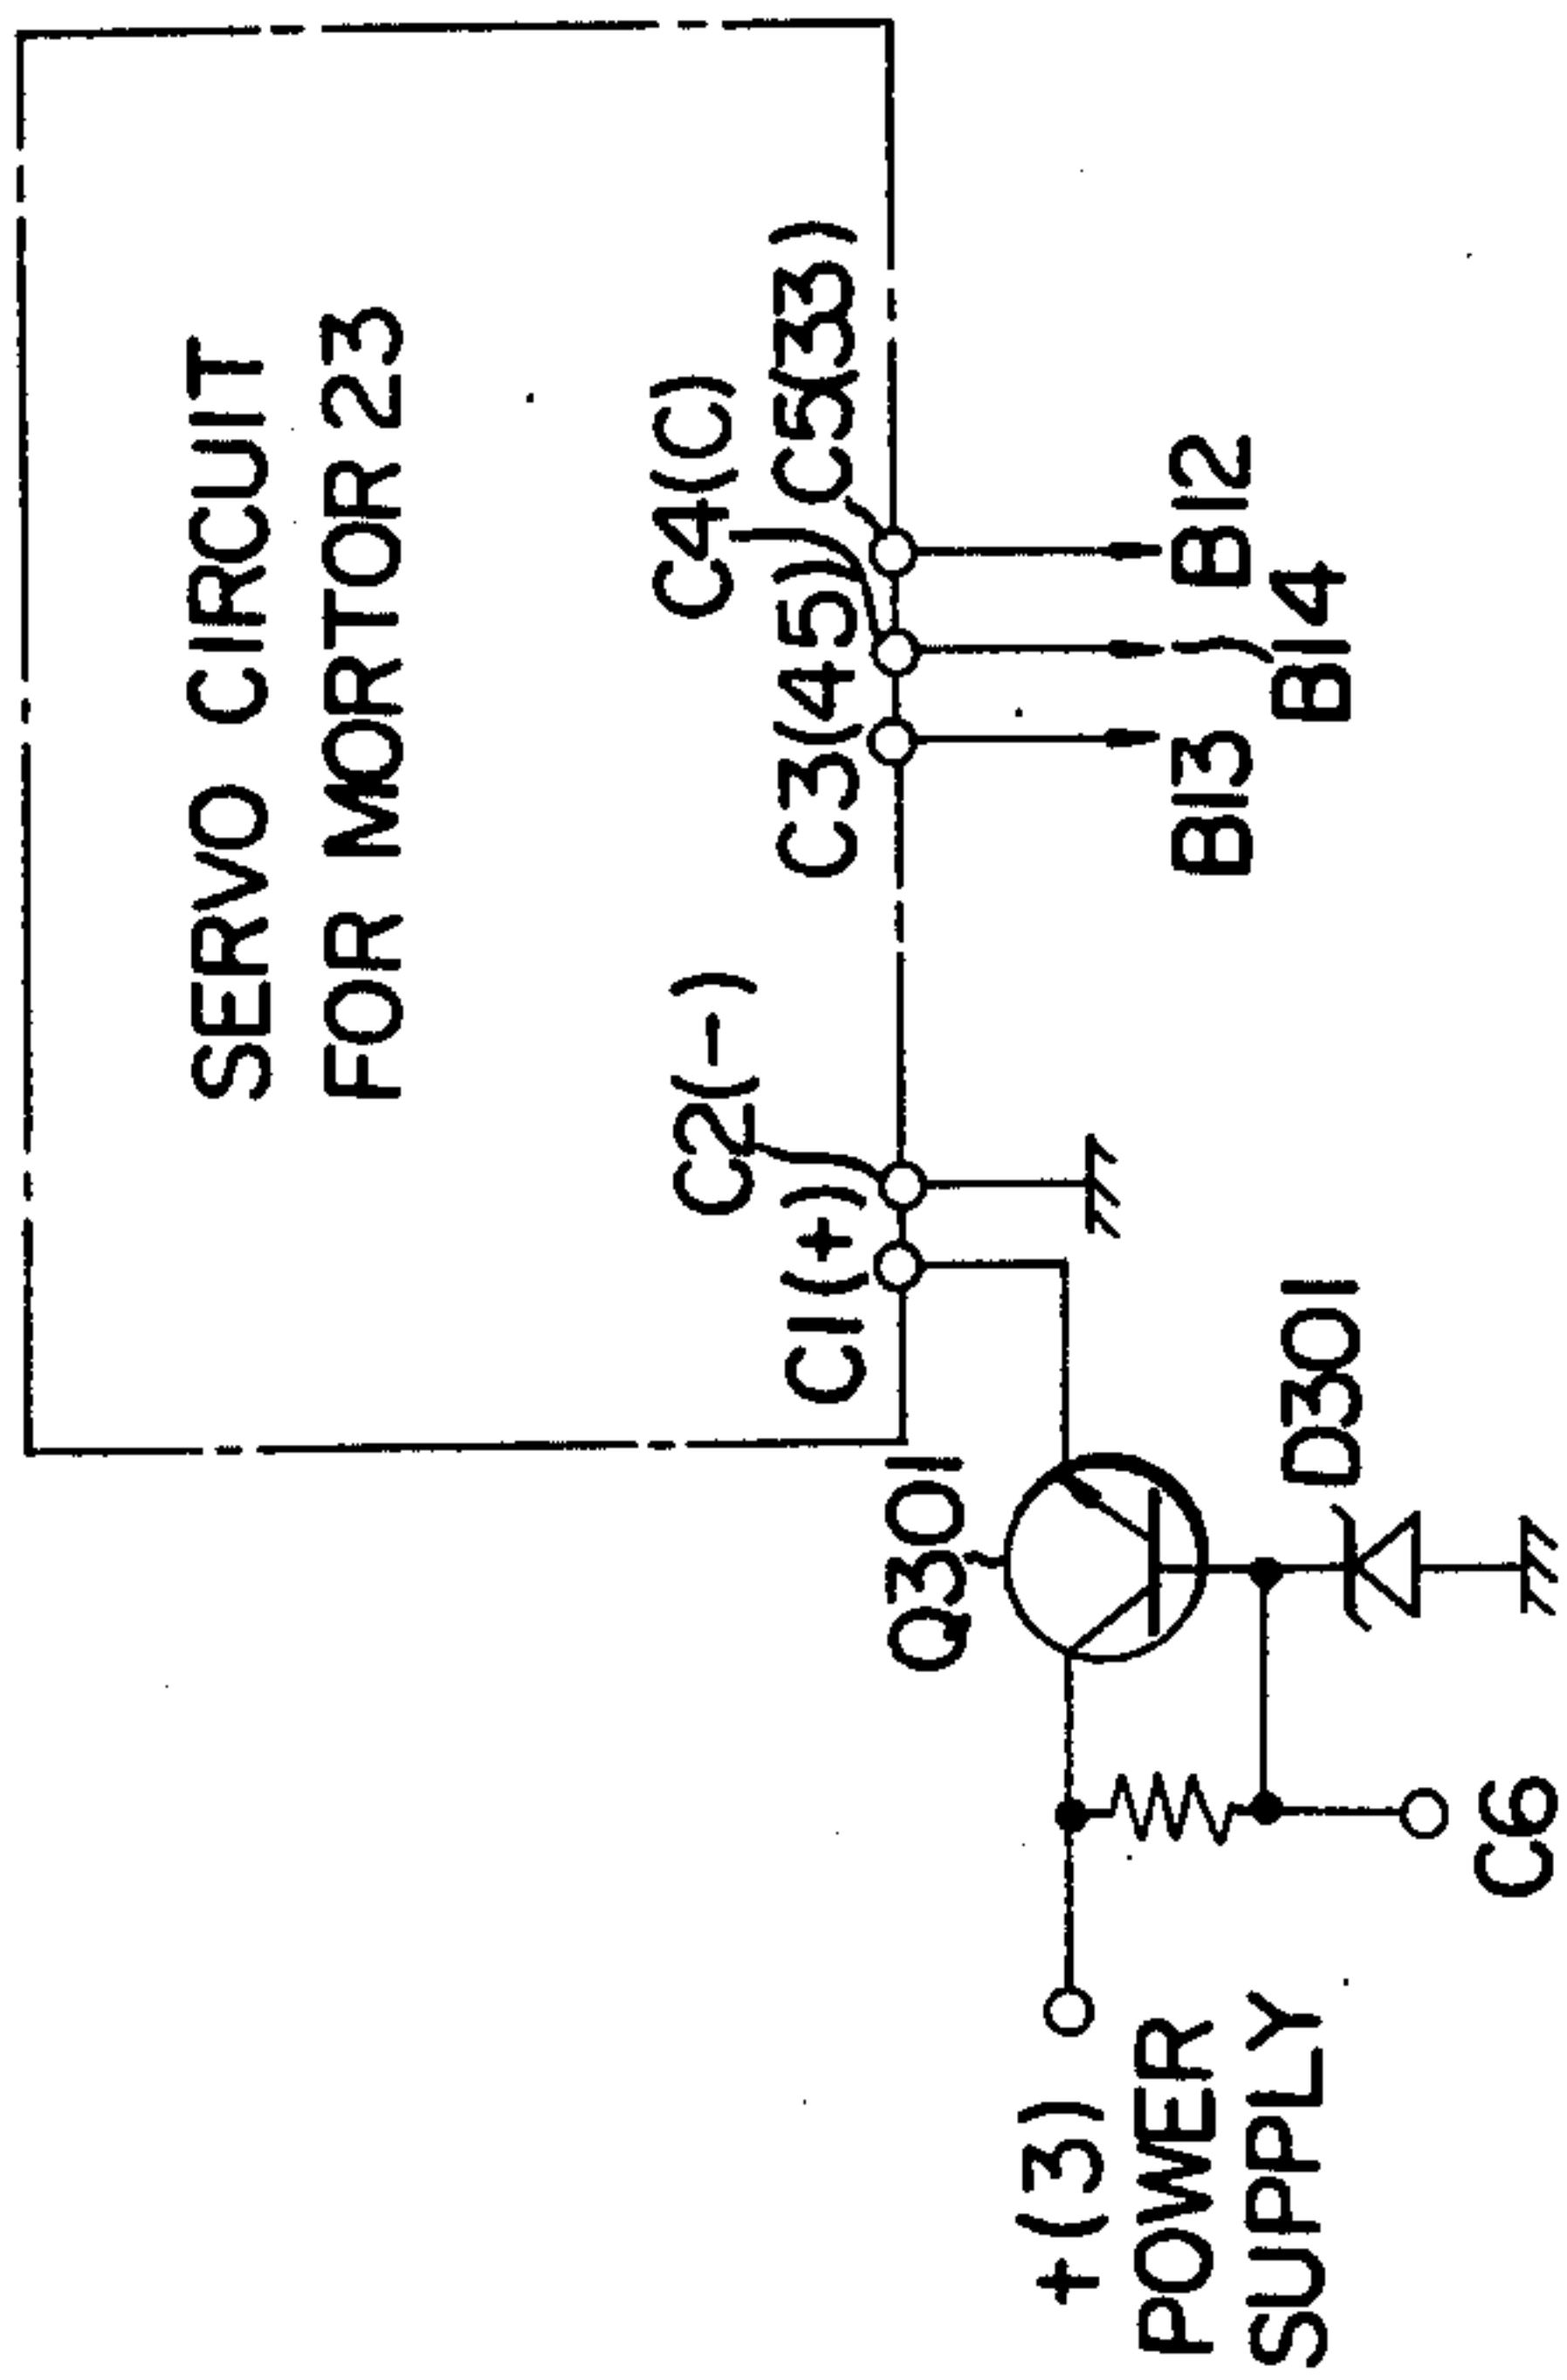 SERVO CIRCUIT
FOR MORTOR 23
C4(C)
C2(-)
C1(+)
C3(45)
C5(33)
Q301
B13
B12
B14
D301
+(3)
POWER
SUPPLY
C6